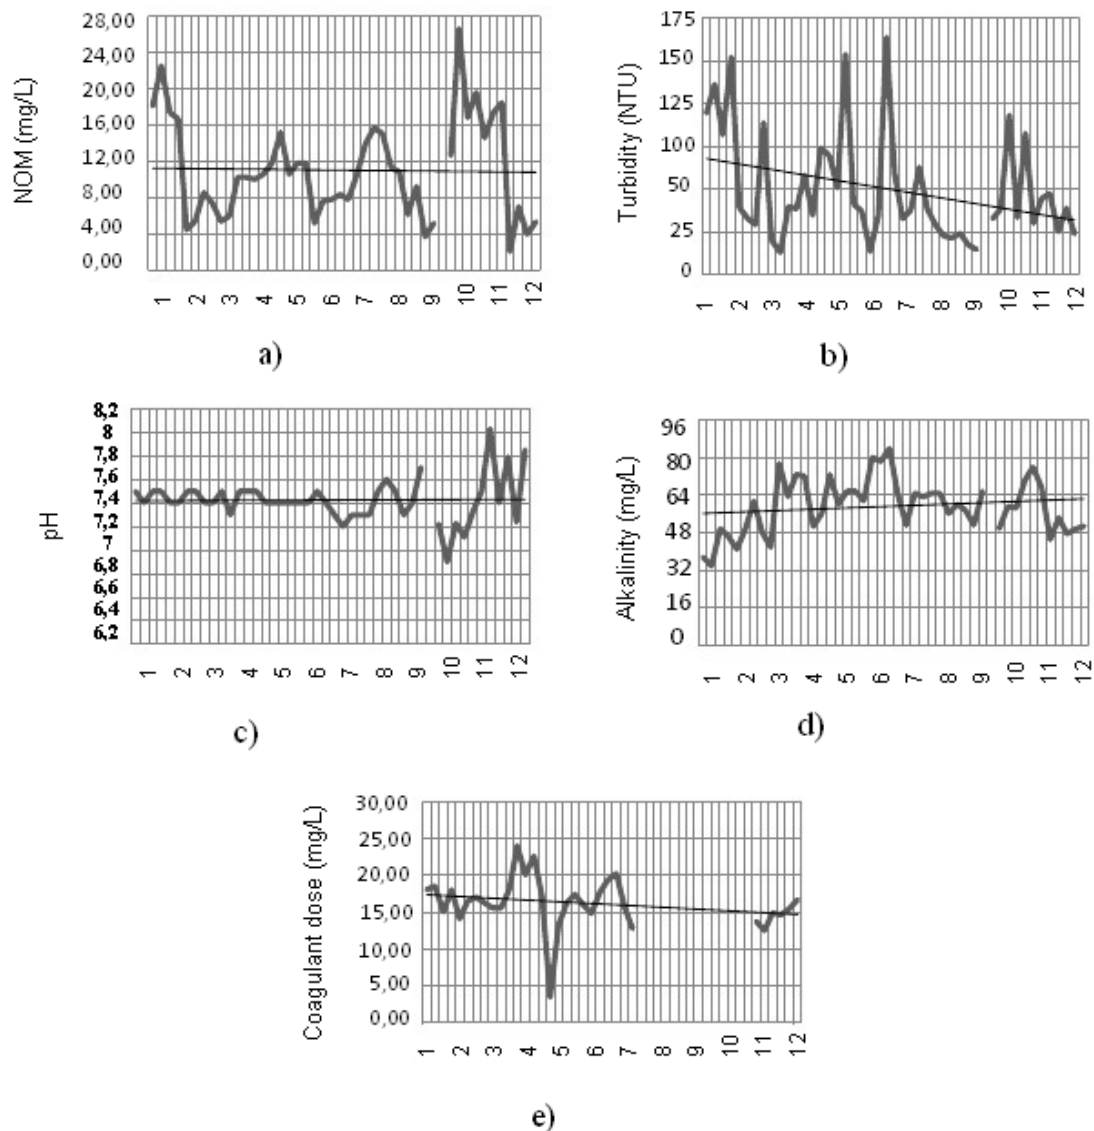 NOM (mg/L)
28,00
24,00
20,00
16,00
12,00
8,00
4,00
0,00
1 2 3 4 5 6 7 8 9 10 11 12
a)
Turbidity (NTU)
175
150
125
100
75
50
25
0
1 2 3 4 5 6 7 8 9 10 11 12
b)
pH
8,2
8
7,8
7,6
7,4
7,2
7
6,8
6,6
6,4
6,2
1 2 3 4 5 6 7 8 9 10 11 12
c)
Alkalinity (mg/L)
96
80
64
48
32
16
0
1 2 3 4 5 6 7 8 9 10 11 12
d)
Coagulant dose (mg/L)
30,00
25,00
20,00
15,00
10,00
5,00
0,00
1 2 3 4 5 6 7 8 9 10 11 12
e)